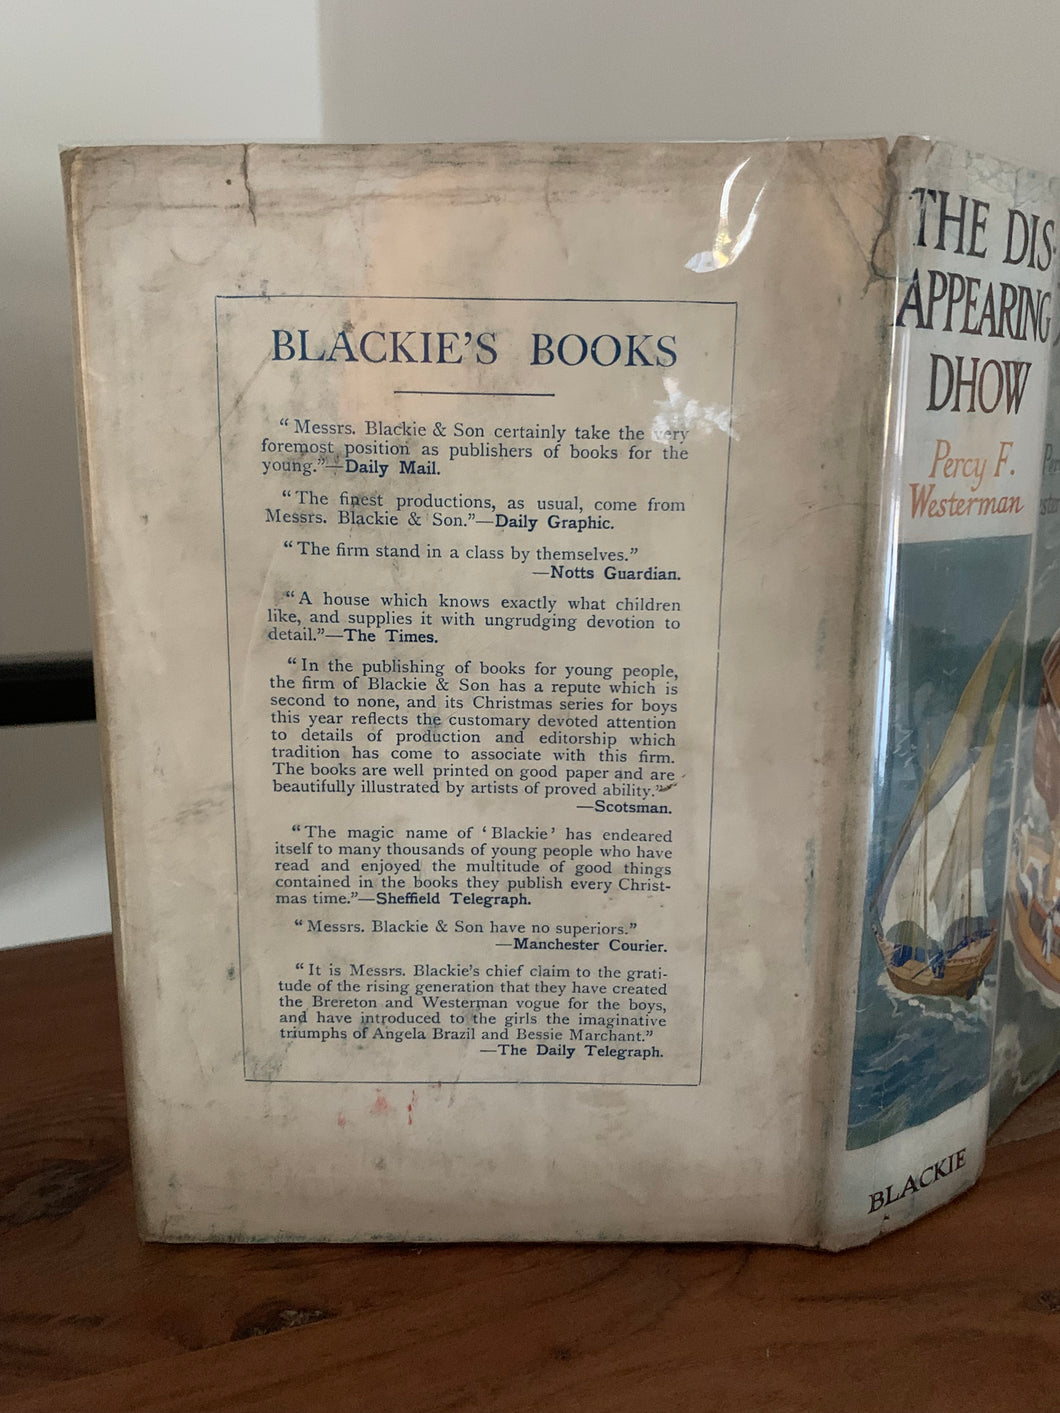 BLACKIE'S BOOKS
“Messrs. Blackie & Son certainly take the very
foremost position as publishers of books for the
young.”—Daily Mail.
“The finest productions, as usual, come from
Messrs. Blackie & Son.”—Daily Graphic.
“The firm stand in a class by themselves.”
—Notts Guardian.
“A house which knows exactly what children
like, and supplies it with ungrudging devotion to
detail.”—The Times.
“In the publishing of books for young people,
the firm of Blackie & Son has a repute which is
second to none, and its Christmas series for boys
this year reflects the customary devoted attention
to details of production and editorship which
tradition has come to associate with this firm.
The books are well printed on good paper and are
beautifully illustrated by artists of proved ability.”
—Scotsman.
“The magic name of ‘Blackie’ has endeared
itself to many thousands of young people who have
read and enjoyed the multitude of good things
contained in the books they publish every Christ-
mas time.”—Sheffield Telegraph.
“Messrs. Blackie & Son have no superiors.”
—Manchester Courier.
“It is Messrs. Blackie's chief claim to the grati-
tude of the rising generation that they have created
the Brereton and Westerman vogue for the boys,
and have introduced to the girls the imaginative
triumphs of Angela Brazil and Bessie Marchant.”
—The Daily Telegraph.
THE DIS-
APPEARING
DHOW
Percy F.
Westerman
BLACKIE